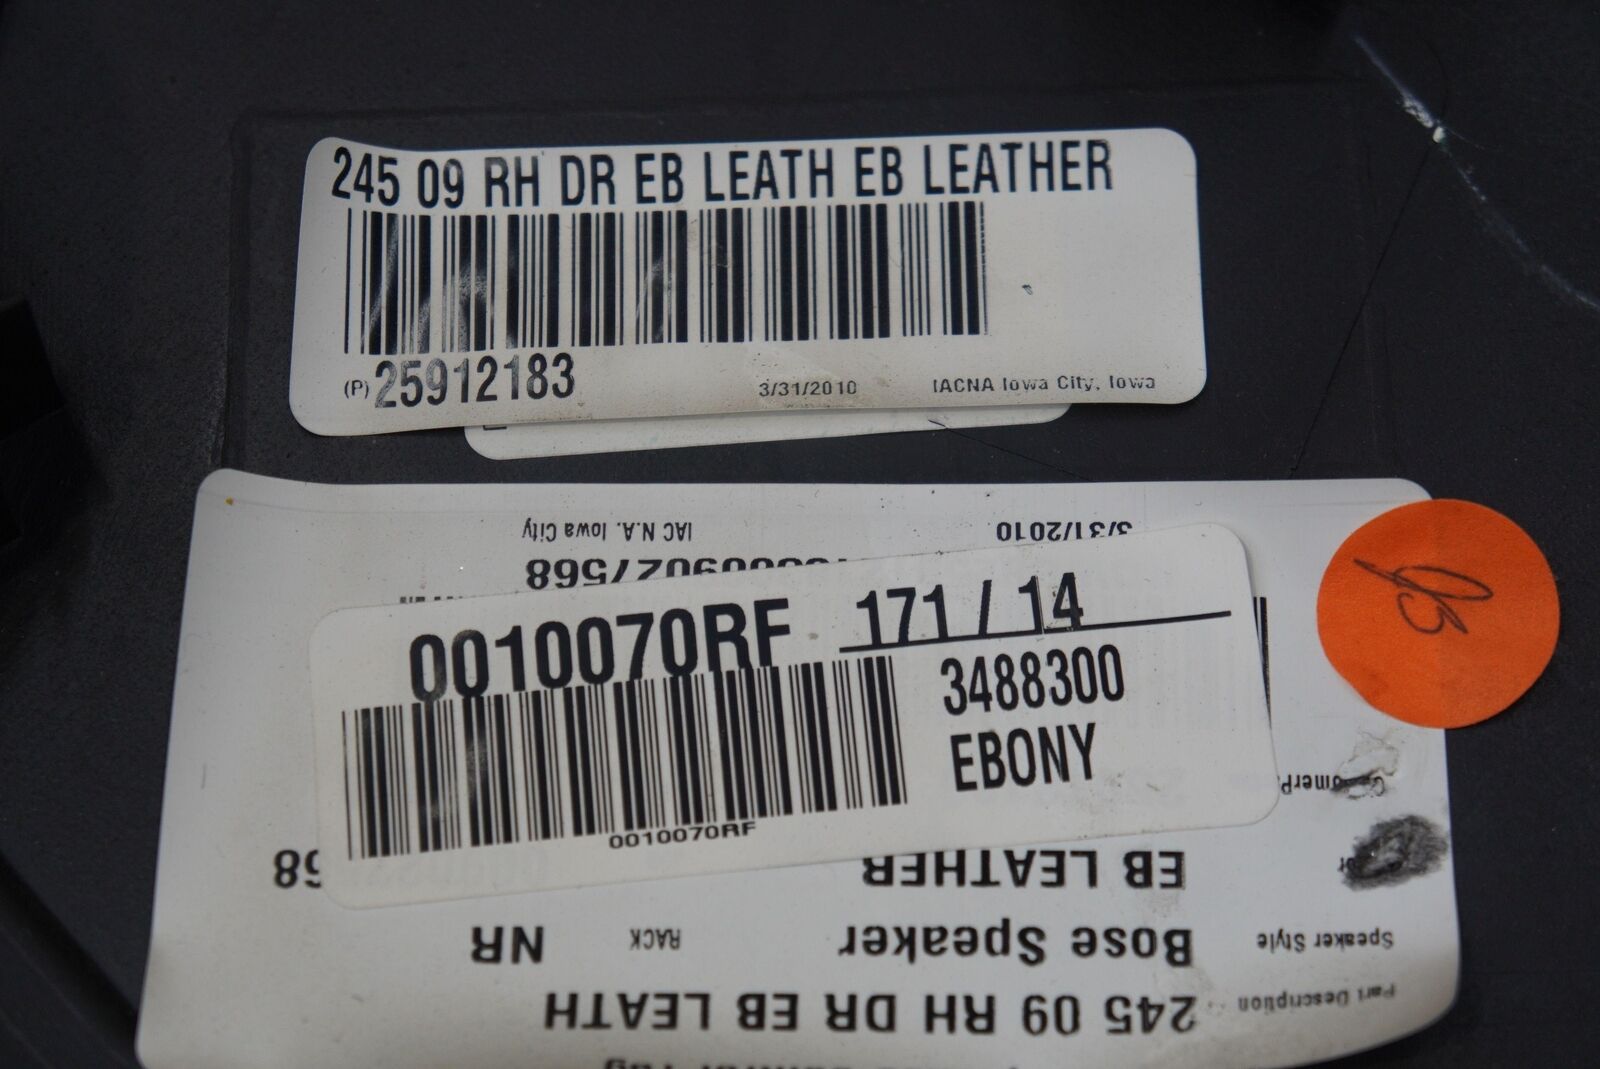 245 09 RH DR EB LEATH EB LEATHER
(P) 25912183
3/31/2010 IACNA Iowa City, Iowa
0010070RF 171 / 14
3488300
EBONY
0010070RF
245 09 RH DR EB LEATH
Part Description
Bose Speaker
Speaker Style
RACK
NR
EB LEATHER
68
3/31/2010
IAC N.A. Iowa City